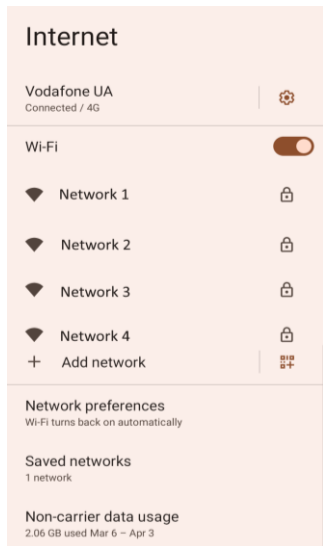 Internet
Vodafone UA
Connected / 4G
Wi-Fi
Network 1
Network 2
Network 3
Network 4
Add network
Network preferences
Wi-Fi turns back on automatically
Saved networks
1 network
Non-carrier data usage
2.06 GB used Mar 6 – Apr 3